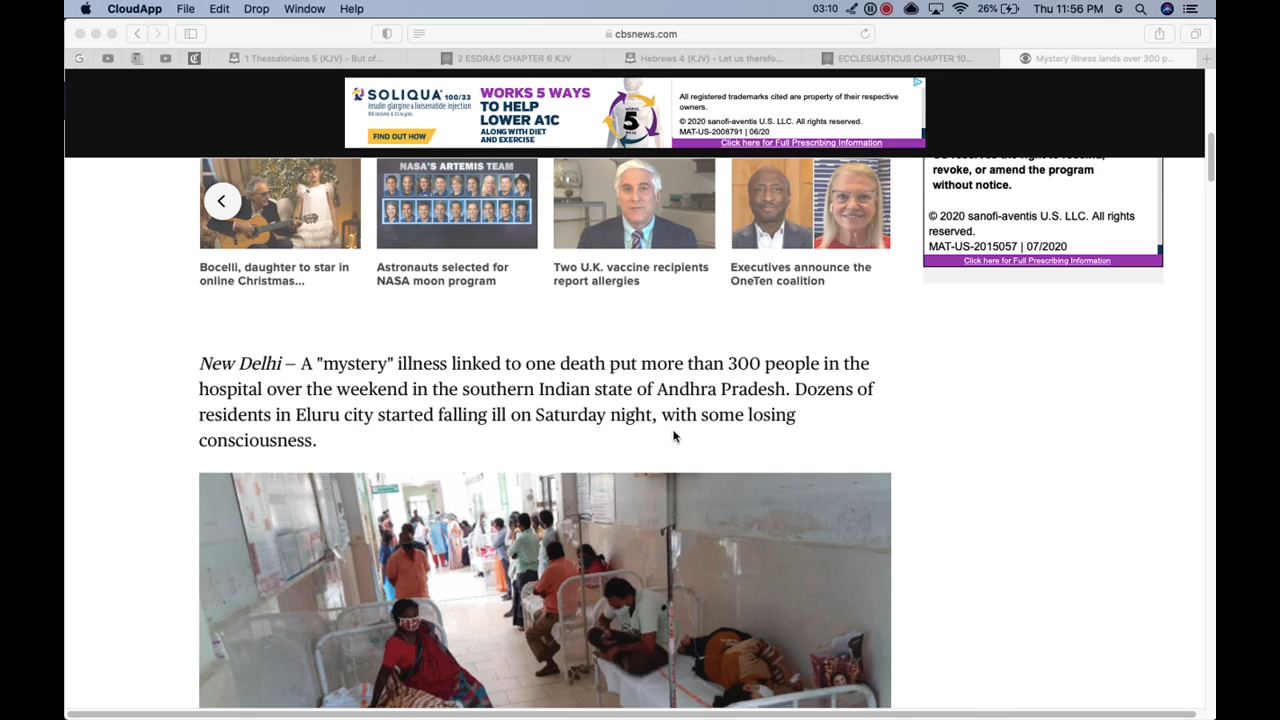 CloudApp File Edit Drop Window Help 03:10 26% Thu 11:56 PM G
cbsnews.com
1 Thessalonians 5 (KJV) - But of...
2 ESDRAS CHAPTER 6 KJV
Hebrews 4 (KJV) - Let us therefo...
ECCLESIASTICUS CHAPTER 10...
Mystery illness lands over 300 p...
SOLIQUA 100/33
insulin glargine & lixisenatide injection
WORKS 5 WAYS
TO HELP
LOWER A1C
ALONG WITH DIET
AND EXERCISE
FIND OUT NOW
WORKS
5
WAYS
All registered trademarks cited are property of their respective
owners.
© 2020 sanofi-aventis U.S. LLC. All rights reserved.
MAT-US-2008791 | 06/20
Click here for Full Prescribing Information
revoke, or amend the program
without notice.
© 2020 sanofi-aventis U.S. LLC. All rights
reserved.
MAT-US-2015057 | 07/2020
Click here for Full Prescribing Information
NASA'S ARTEMIS TEAM
Bocelli, daughter to star in
online Christmas...
Astronauts selected for
NASA moon program
Two U.K. vaccine recipients
report allergies
Executives announce the
OneTen coalition
New Delhi — A "mystery" illness linked to one death put more than 300 people in the
hospital over the weekend in the southern Indian state of Andhra Pradesh. Dozens of
residents in Eluru city started falling ill on Saturday night, with some losing
consciousness.